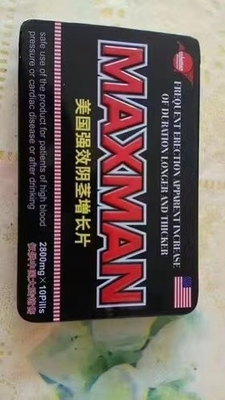 FREQUENT ERECTION APPARENT INCREASE
OF DURATION LONGER AND THICKER
MAXMAN
美国强效阴茎增长片
2800mg×10Pills
safe use of the product for patients of high blood
pressure or cardiac disease or after drinking